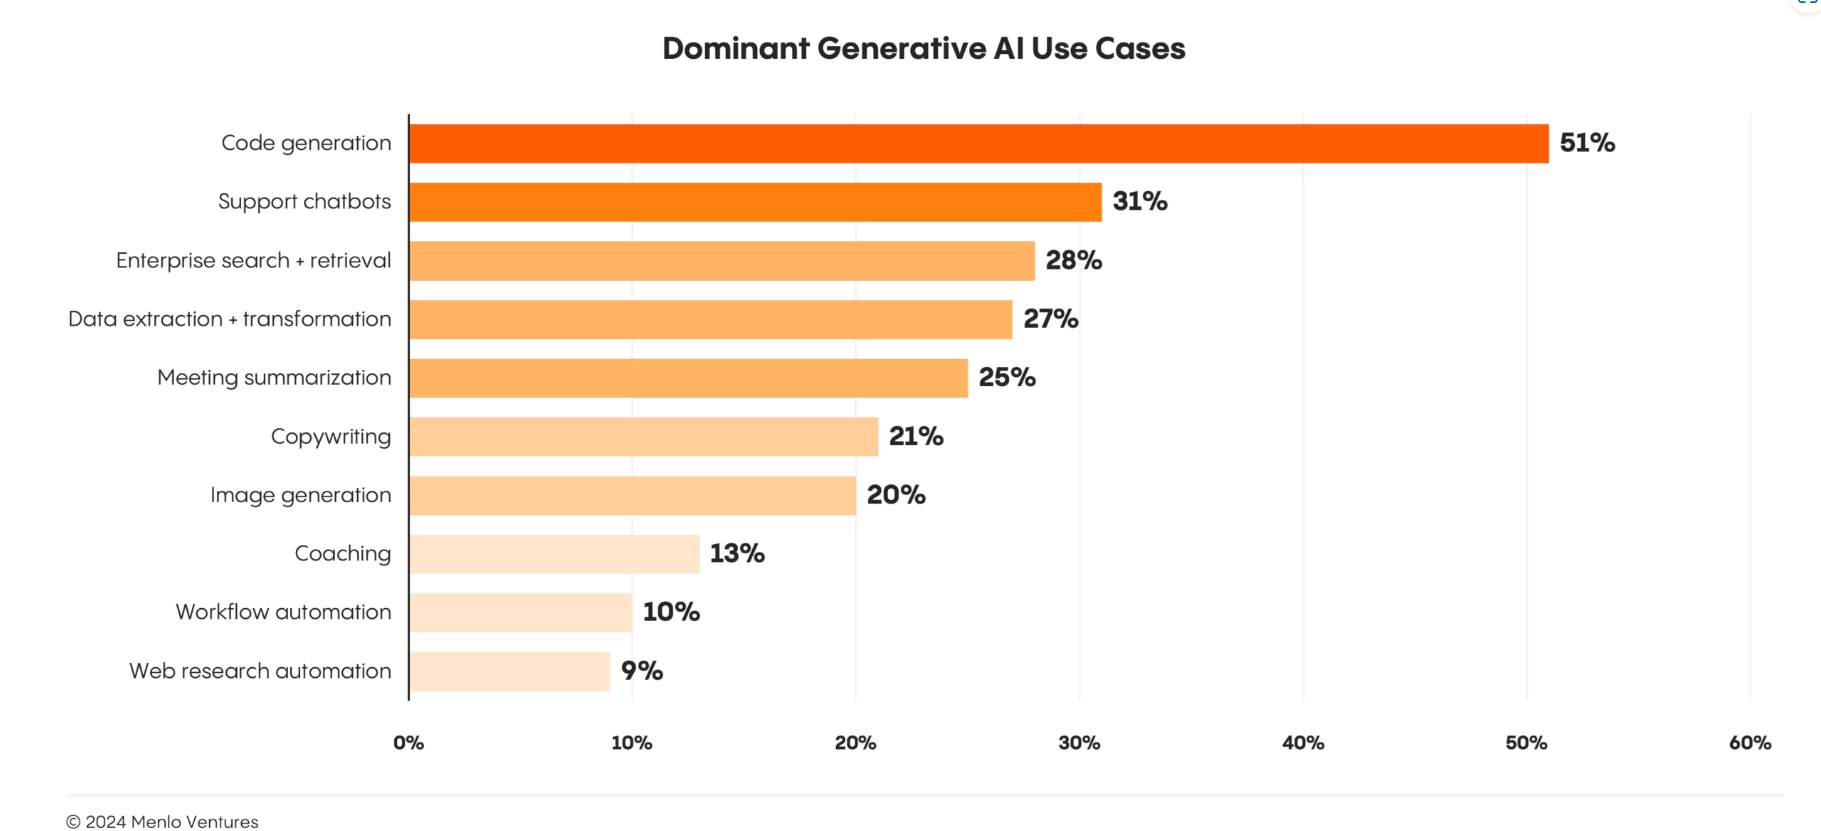 Dominant Generative AI Use Cases
Code generation 51%
Support chatbots 31%
Enterprise search + retrieval 28%
Data extraction + transformation 27%
Meeting summarization 25%
Copywriting 21%
Image generation 20%
Coaching 13%
Workflow automation 10%
Web research automation 9%
0% 10% 20% 30% 40% 50% 60%
© 2024 Menlo Ventures